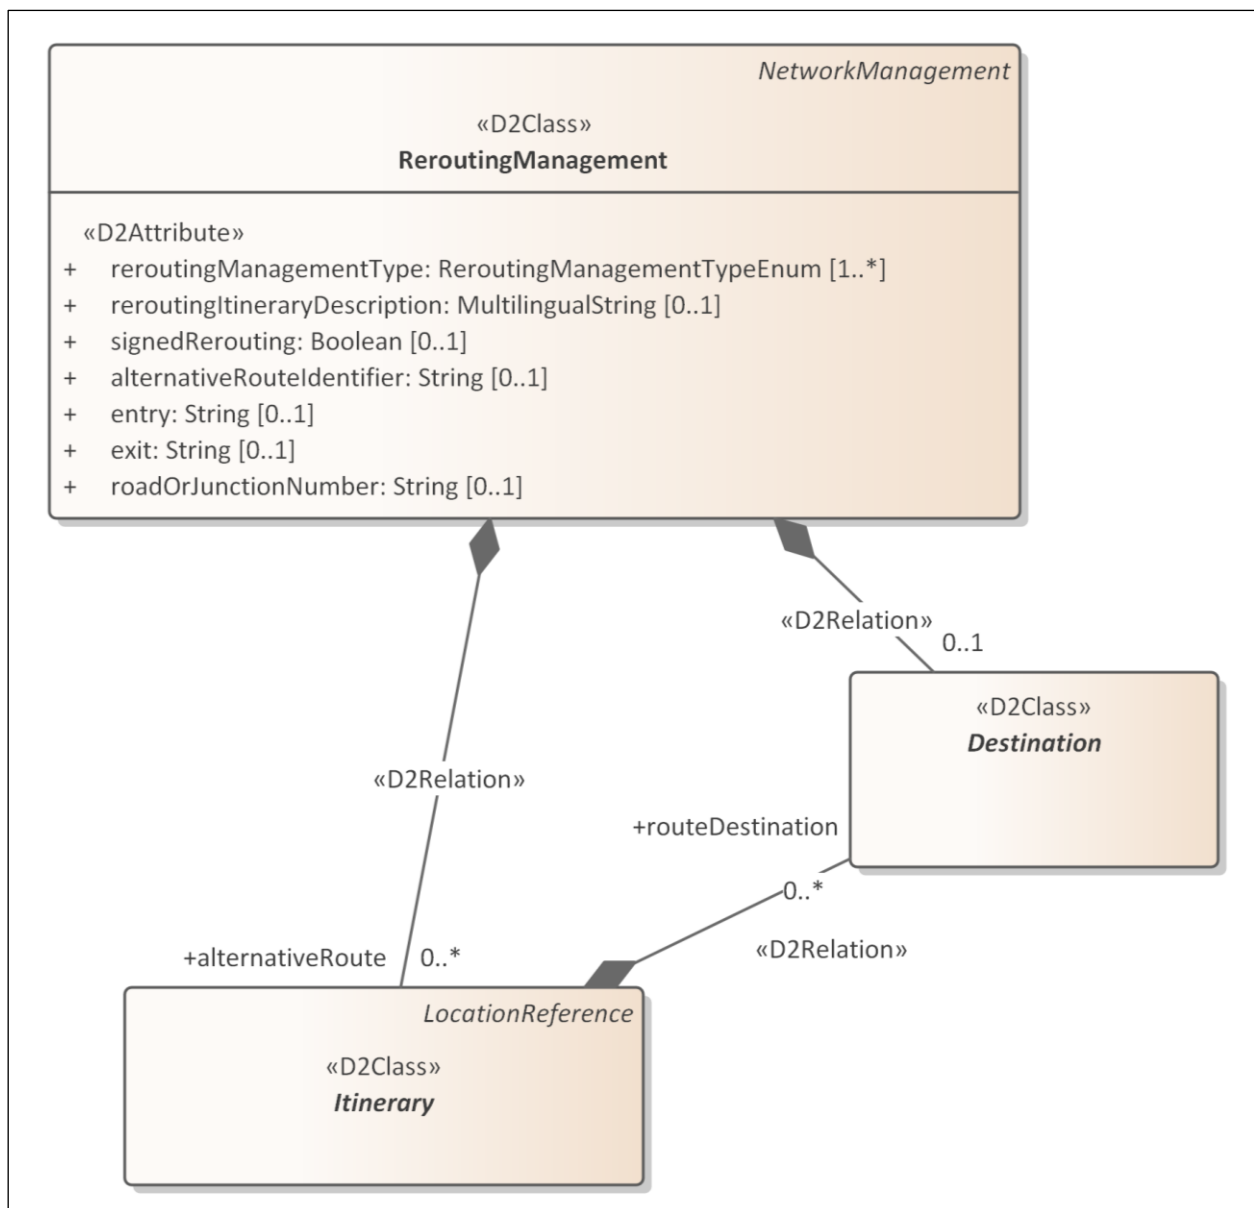 NetworkManagement
«D2Class»
ReroutingManagement
«D2Attribute»
+ reroutingManagementType: ReroutingManagementTypeEnum [1..*]
+ reroutingItineraryDescription: MultilingualString [0..1]
+ signedRerouting: Boolean [0..1]
+ alternativeRouteIdentifier: String [0..1]
+ entry: String [0..1]
+ exit: String [0..1]
+ roadOrJunctionNumber: String [0..1]
«D2Relation»
0..1
«D2Class»
Destination
«D2Relation»
+routeDestination
0..*
«D2Relation»
+alternativeRoute 0..*
LocationReference
«D2Class»
Itinerary